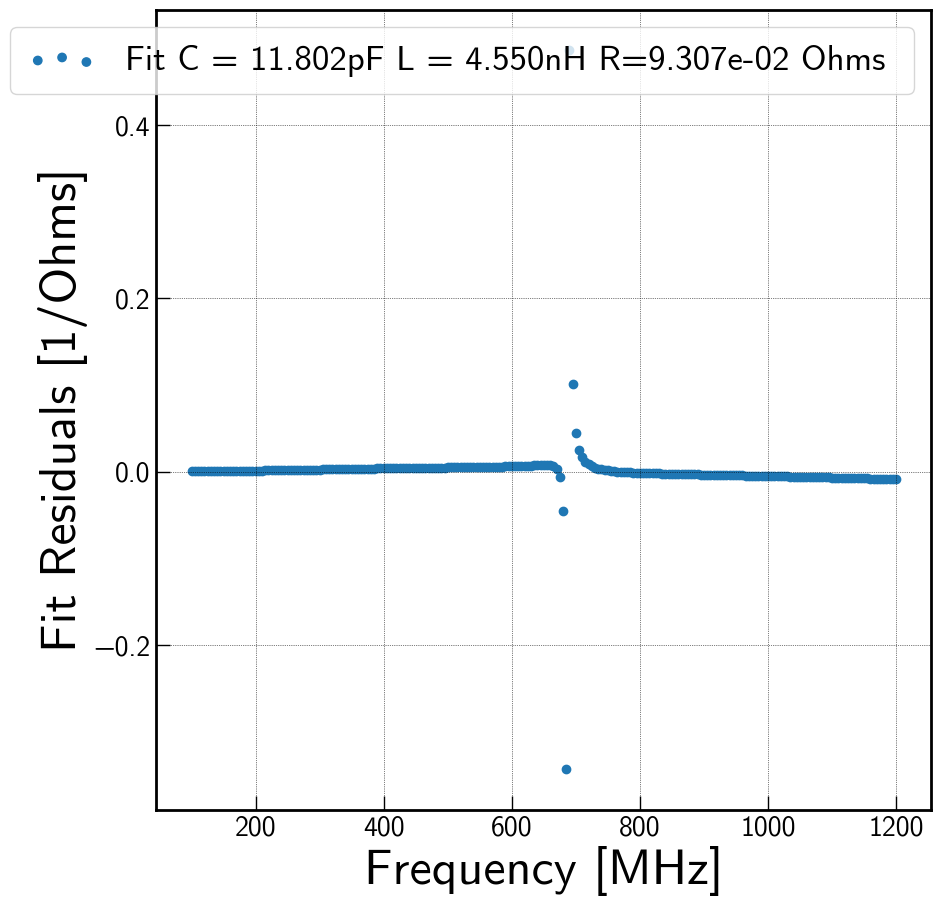 Fit C = 11.802pF L = 4.550nH R=9.307e-02 Ohms
0.4
0.2
0.0
−0.2
Fit Residuals [1/Ohms]
200 400 600 800 1000 1200
Frequency [MHz]